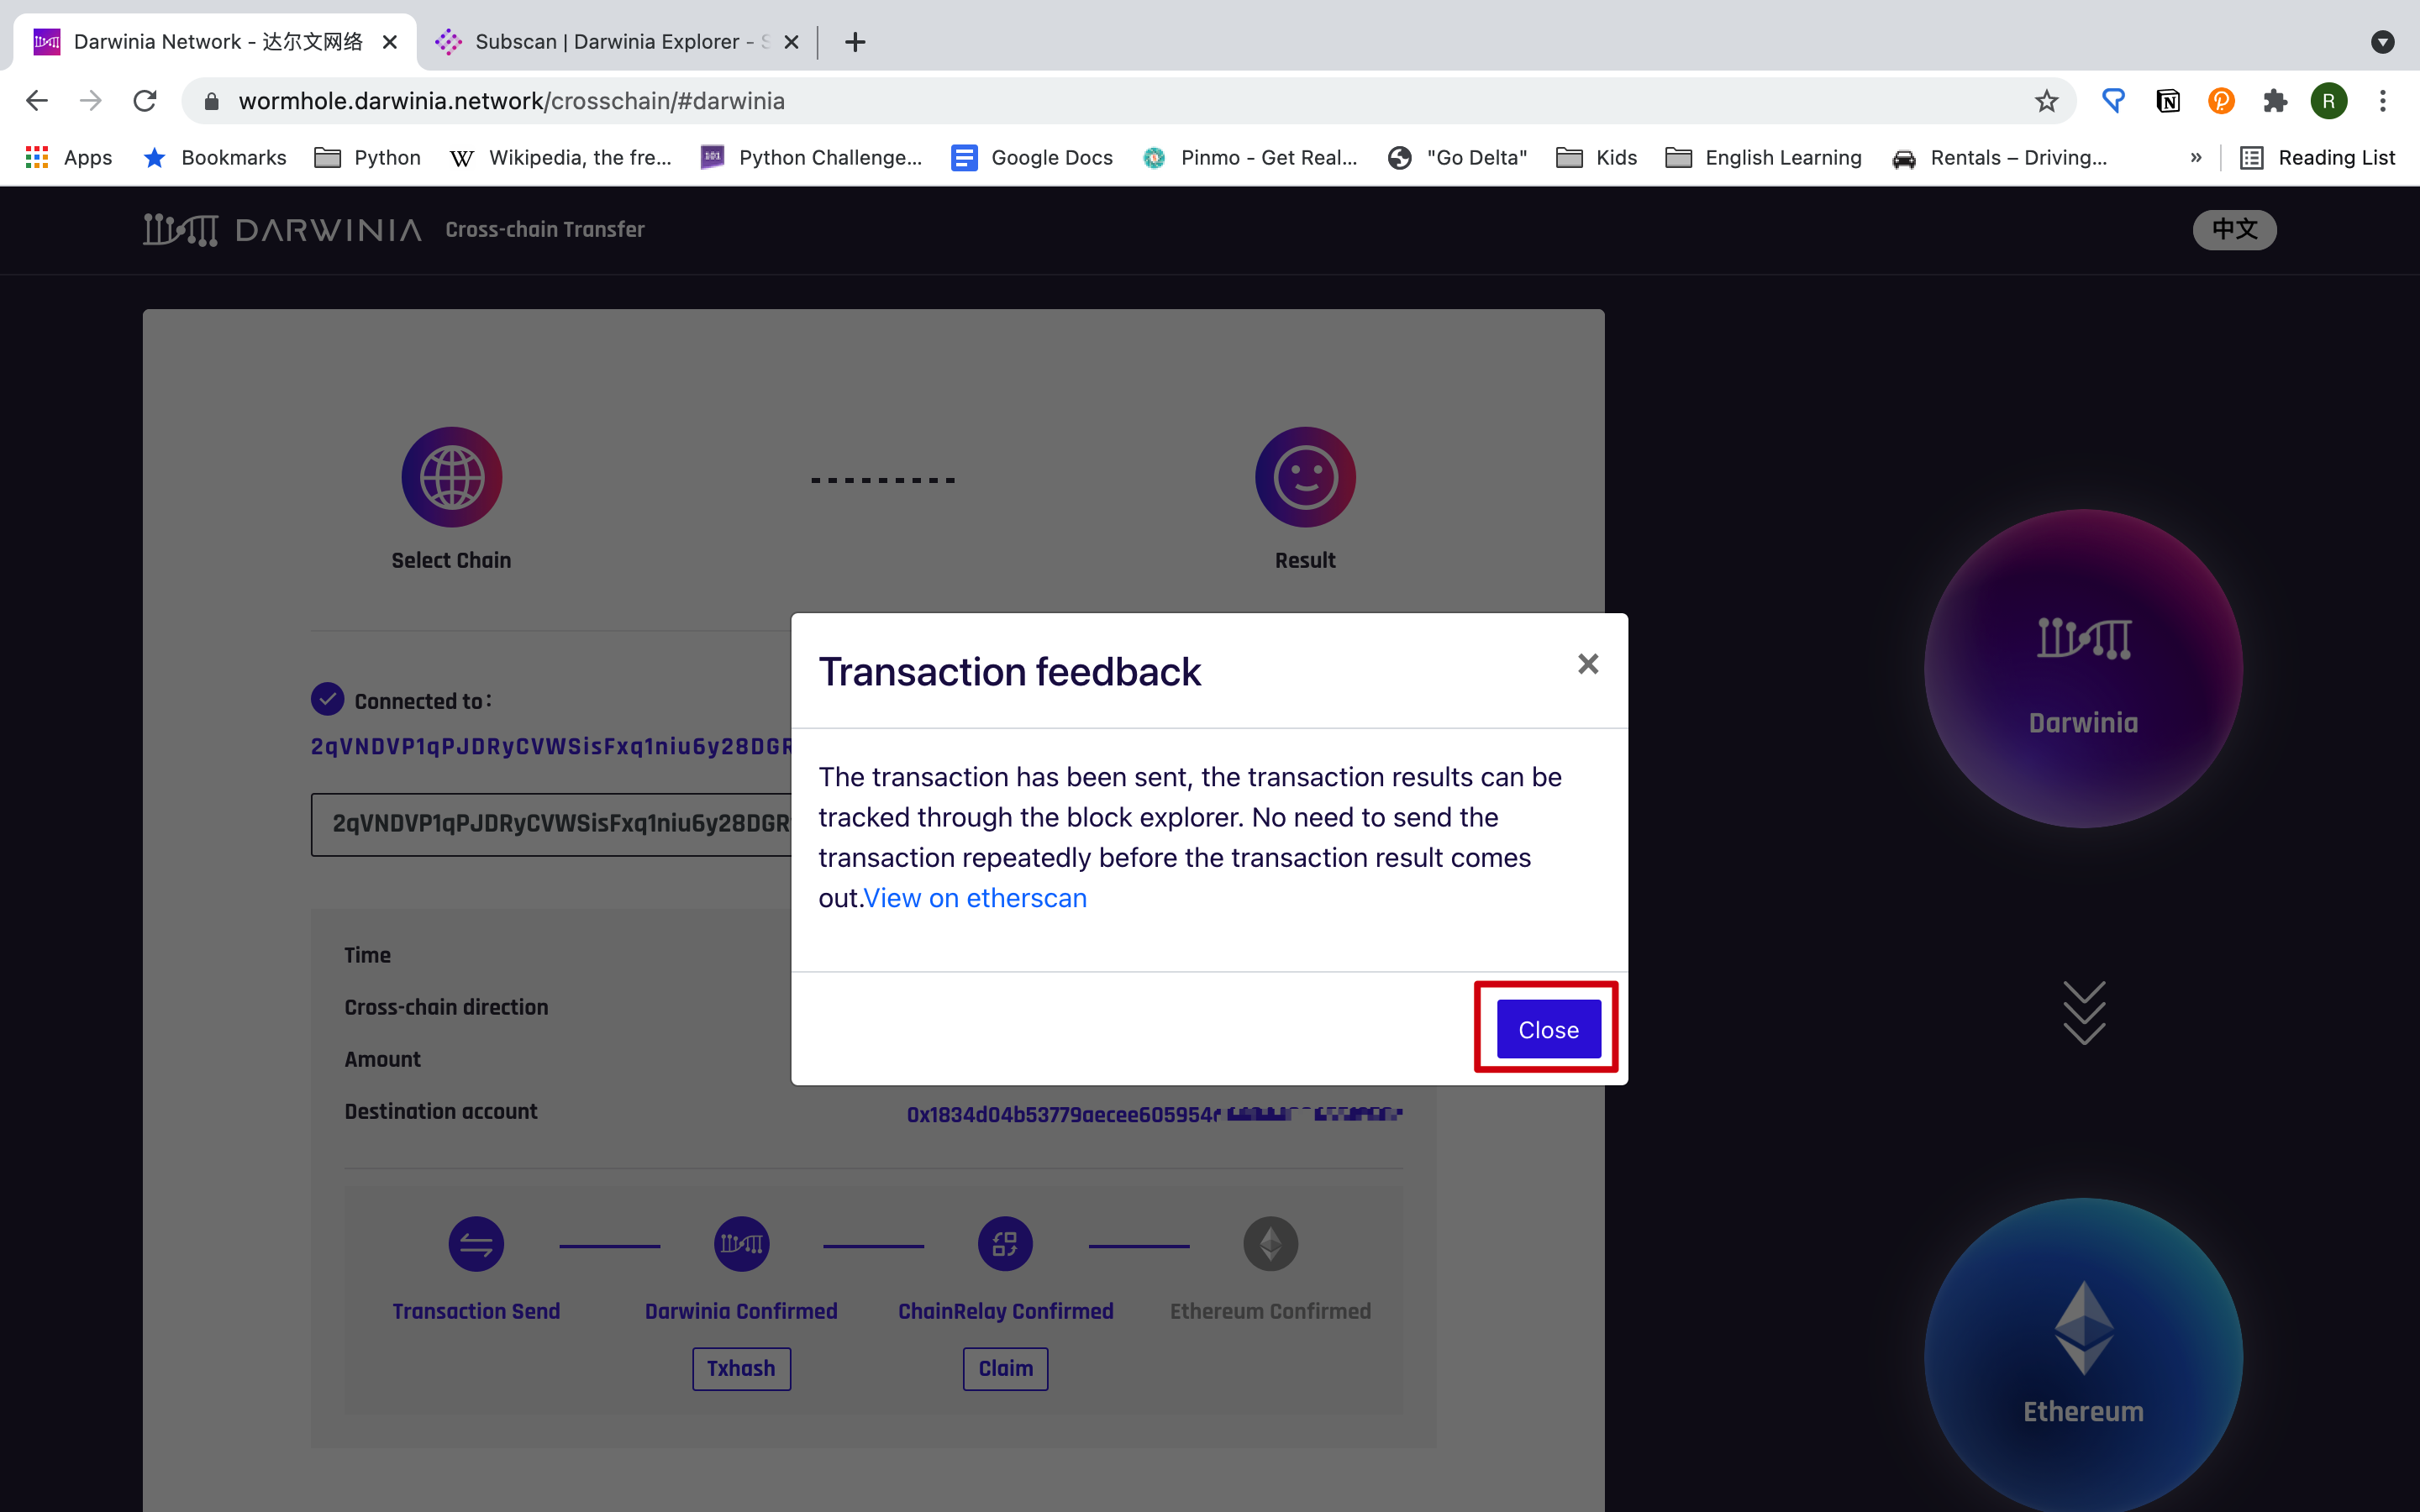 Darwinia Network - 达尔文网络
Subscan | Darwinia Explorer -
wormhole.darwinia.network/crosschain/#darwinia
R
Apps
Bookmarks
Python
Wikipedia, the fre...
Python Challenge...
Google Docs
Pinmo - Get Real...
"Go Delta"
Kids
English Learning
Rentals – Driving...
»
Reading List
DARWINIA
Cross-chain Transfer
中文
Select Chain
Result
Connected to:
2qVNDVP1qPJDRyCVWSisFxq1niu6y28DGR
2qVNDVP1qPJDRyCVWSisFxq1niu6y28DGR
Transaction feedback
The transaction has been sent, the transaction results can be
tracked through the block explorer. No need to send the
transaction repeatedly before the transaction result comes
out.View on etherscan
Close
Time
Cross-chain direction
Amount
Destination account
0x1834d04b53779aecee605954
Transaction Send
Darwinia Confirmed
ChainRelay Confirmed
Ethereum Confirmed
Txhash
Claim
Darwinia
Ethereum